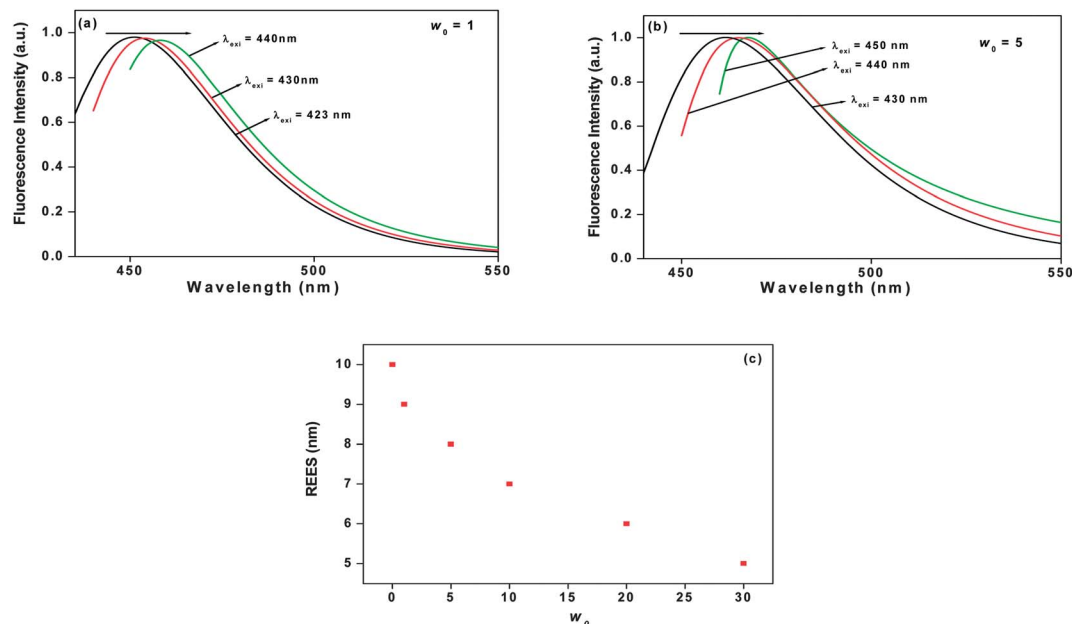 (a)
w₀ = 1
λexi = 440nm
λexi = 430nm
λexi = 423 nm
Fluorescence Intensity (a.u.)
1.0
0.8
0.6
0.4
0.2
0.0
450
500
550
Wavelength (nm)
(b)
w₀ = 5
λexi = 450 nm
λexi = 440 nm
λexi = 430 nm
Fluorescence Intensity (a.u.)
1.0
0.8
0.6
0.4
0.2
0.0
450
500
550
Wavelength (nm)
(c)
REES (nm)
10
9
8
7
6
5
0
5
10
15
20
25
30
w₀